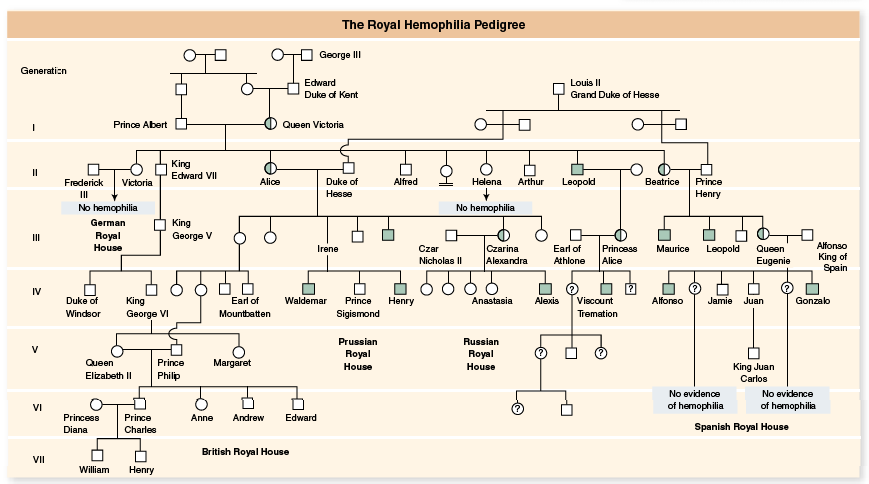 The Royal Hemophilia Pedigree
George III
Generation
Edward
Duke of Kent
Louis II
Grand Duke of Hesse
I
Prince Albert
Queen Victoria
II
Frederick
III
Victoria
King
Edward VII
Alice
Duke of
Hesse
Alfred
Helena
Arthur
Leopold
Beatrice
Prince
Henry
No hemophilia
No hemophilia
German
Royal
House
III
King
George V
Irene
Czar
Nicholas II
Czarina
Alexandra
Earl of
Athlone
Princess
Alice
Maurice
Leopold
Queen
Eugenie
Alfonso
King of
Spain
IV
?
?
?
?
Duke of
Windsor
King
George VI
Earl of
Mountbatten
Waldemar
Prince
Sigismond
Henry
Anastasia
Alexis
Viscount
Tremation
Alfonso
Jamie
Juan
Gonzalo
V
?
?
Queen
Elizabeth II
Prince
Philip
Margaret
Prussian
Royal
House
Russian
Royal
House
King Juan
Carlos
No evidence
of hemophilia
No evidence
of hemophilia
VI
?
Princess
Diana
Prince
Charles
Anne
Andrew
Edward
Spanish Royal House
VII
British Royal House
William
Henry